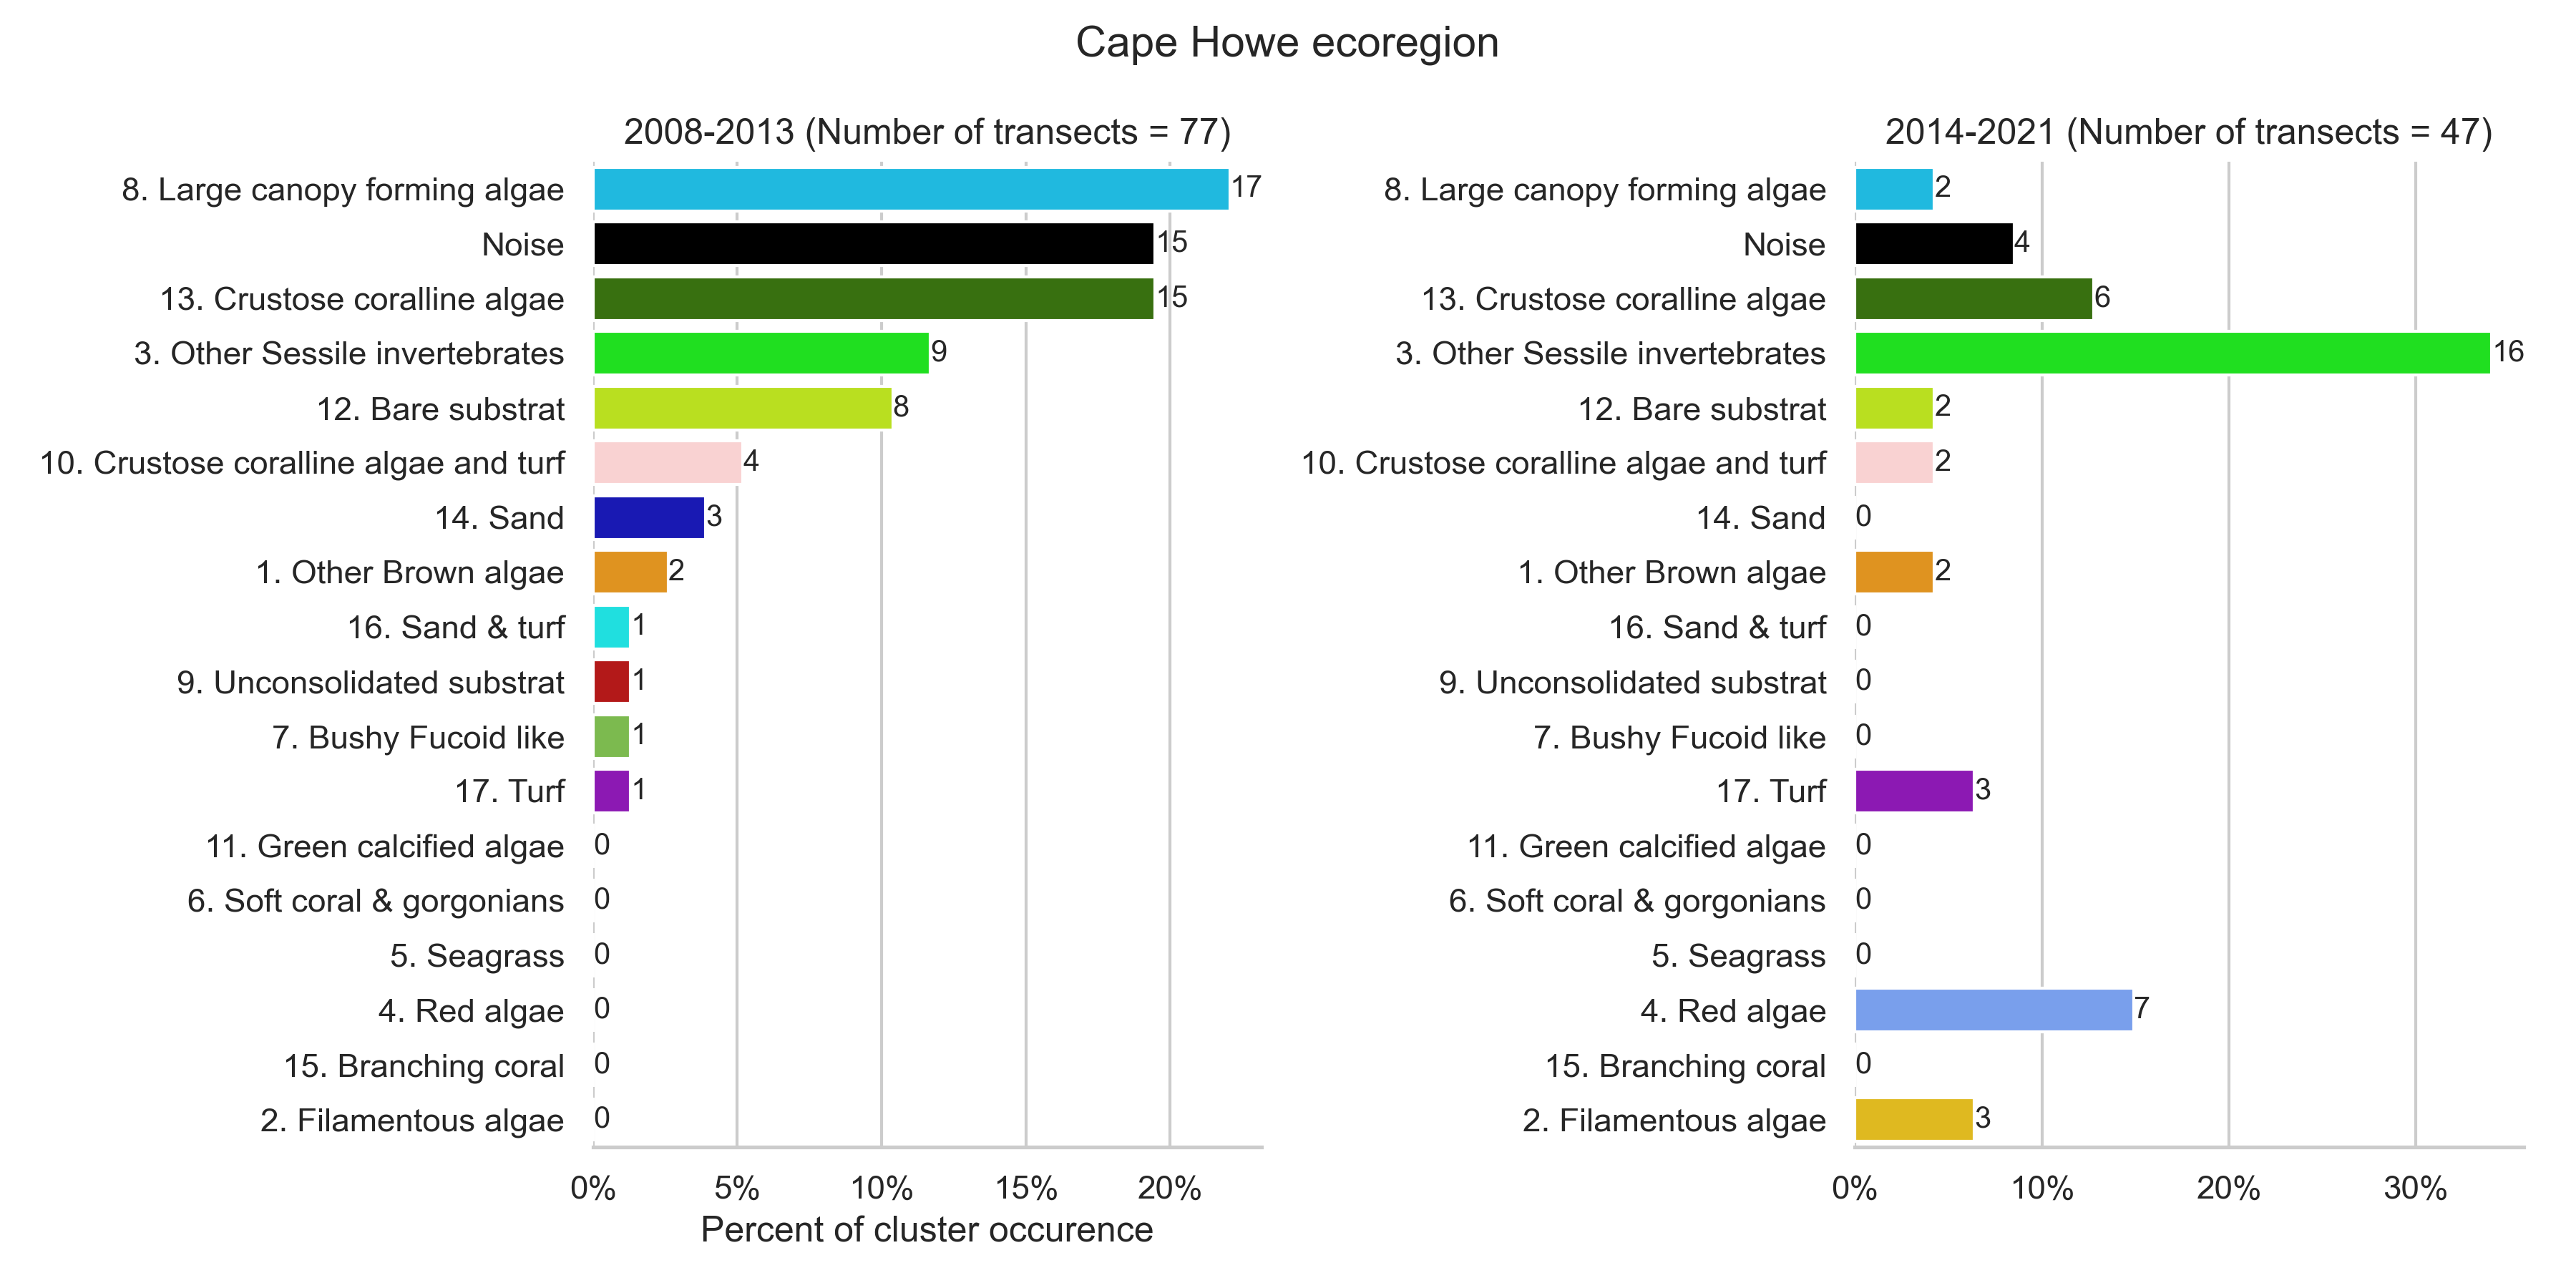 Cape Howe ecoregion
2008-2013 (Number of transects = 77)
8. Large canopy forming algae 17
Noise 15
13. Crustose coralline algae 15
3. Other Sessile invertebrates 9
12. Bare substrat 8
10. Crustose coralline algae and turf 4
14. Sand 3
1. Other Brown algae 2
16. Sand & turf 1
9. Unconsolidated substrat 1
7. Bushy Fucoid like 1
17. Turf 1
11. Green calcified algae 0
6. Soft coral & gorgonians 0
5. Seagrass 0
4. Red algae 0
15. Branching coral 0
2. Filamentous algae 0
0% 5% 10% 15% 20%
Percent of cluster occurence
2014-2021 (Number of transects = 47)
8. Large canopy forming algae 2
Noise 4
13. Crustose coralline algae 6
3. Other Sessile invertebrates 16
12. Bare substrat 2
10. Crustose coralline algae and turf 2
14. Sand 0
1. Other Brown algae 2
16. Sand & turf 0
9. Unconsolidated substrat 0
7. Bushy Fucoid like 0
17. Turf 3
11. Green calcified algae 0
6. Soft coral & gorgonians 0
5. Seagrass 0
4. Red algae 7
15. Branching coral 0
2. Filamentous algae 3
0% 10% 20% 30%